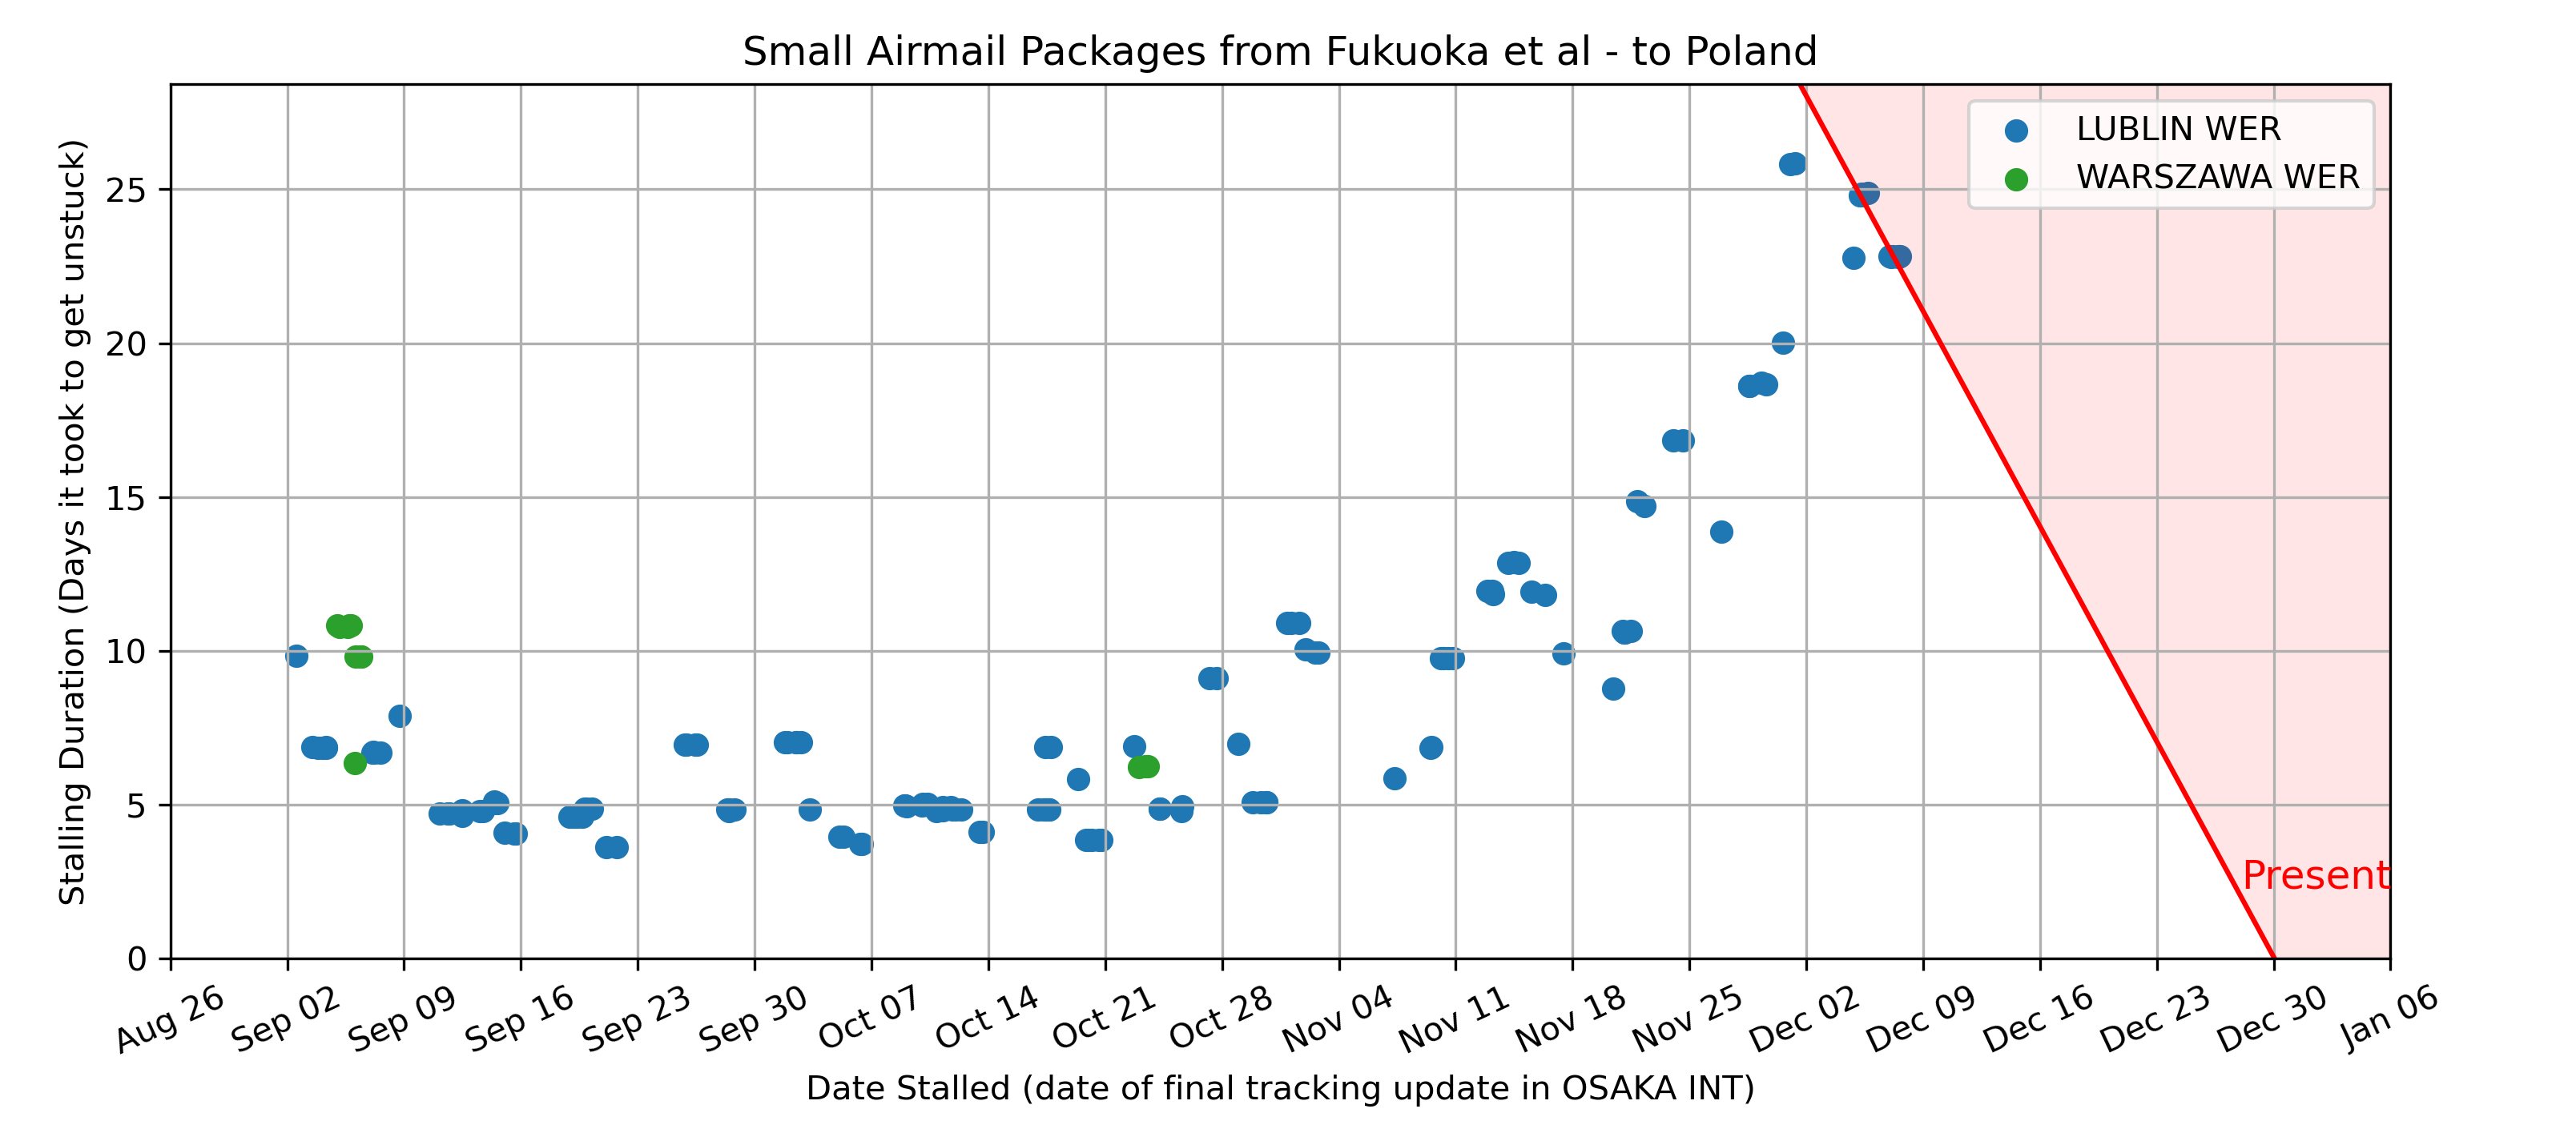 Small Airmail Packages from Fukuoka et al - to Poland
LUBLIN WER
WARSZAWA WER
Stalling Duration (Days it took to get unstuck)
25
20
15
10
5
0
Present
Aug 26
Sep 02
Sep 09
Sep 16
Sep 23
Sep 30
Oct 07
Oct 14
Oct 21
Oct 28
Nov 04
Nov 11
Nov 18
Nov 25
Dec 02
Dec 09
Dec 16
Dec 23
Dec 30
Jan 06
Date Stalled (date of final tracking update in OSAKA INT)